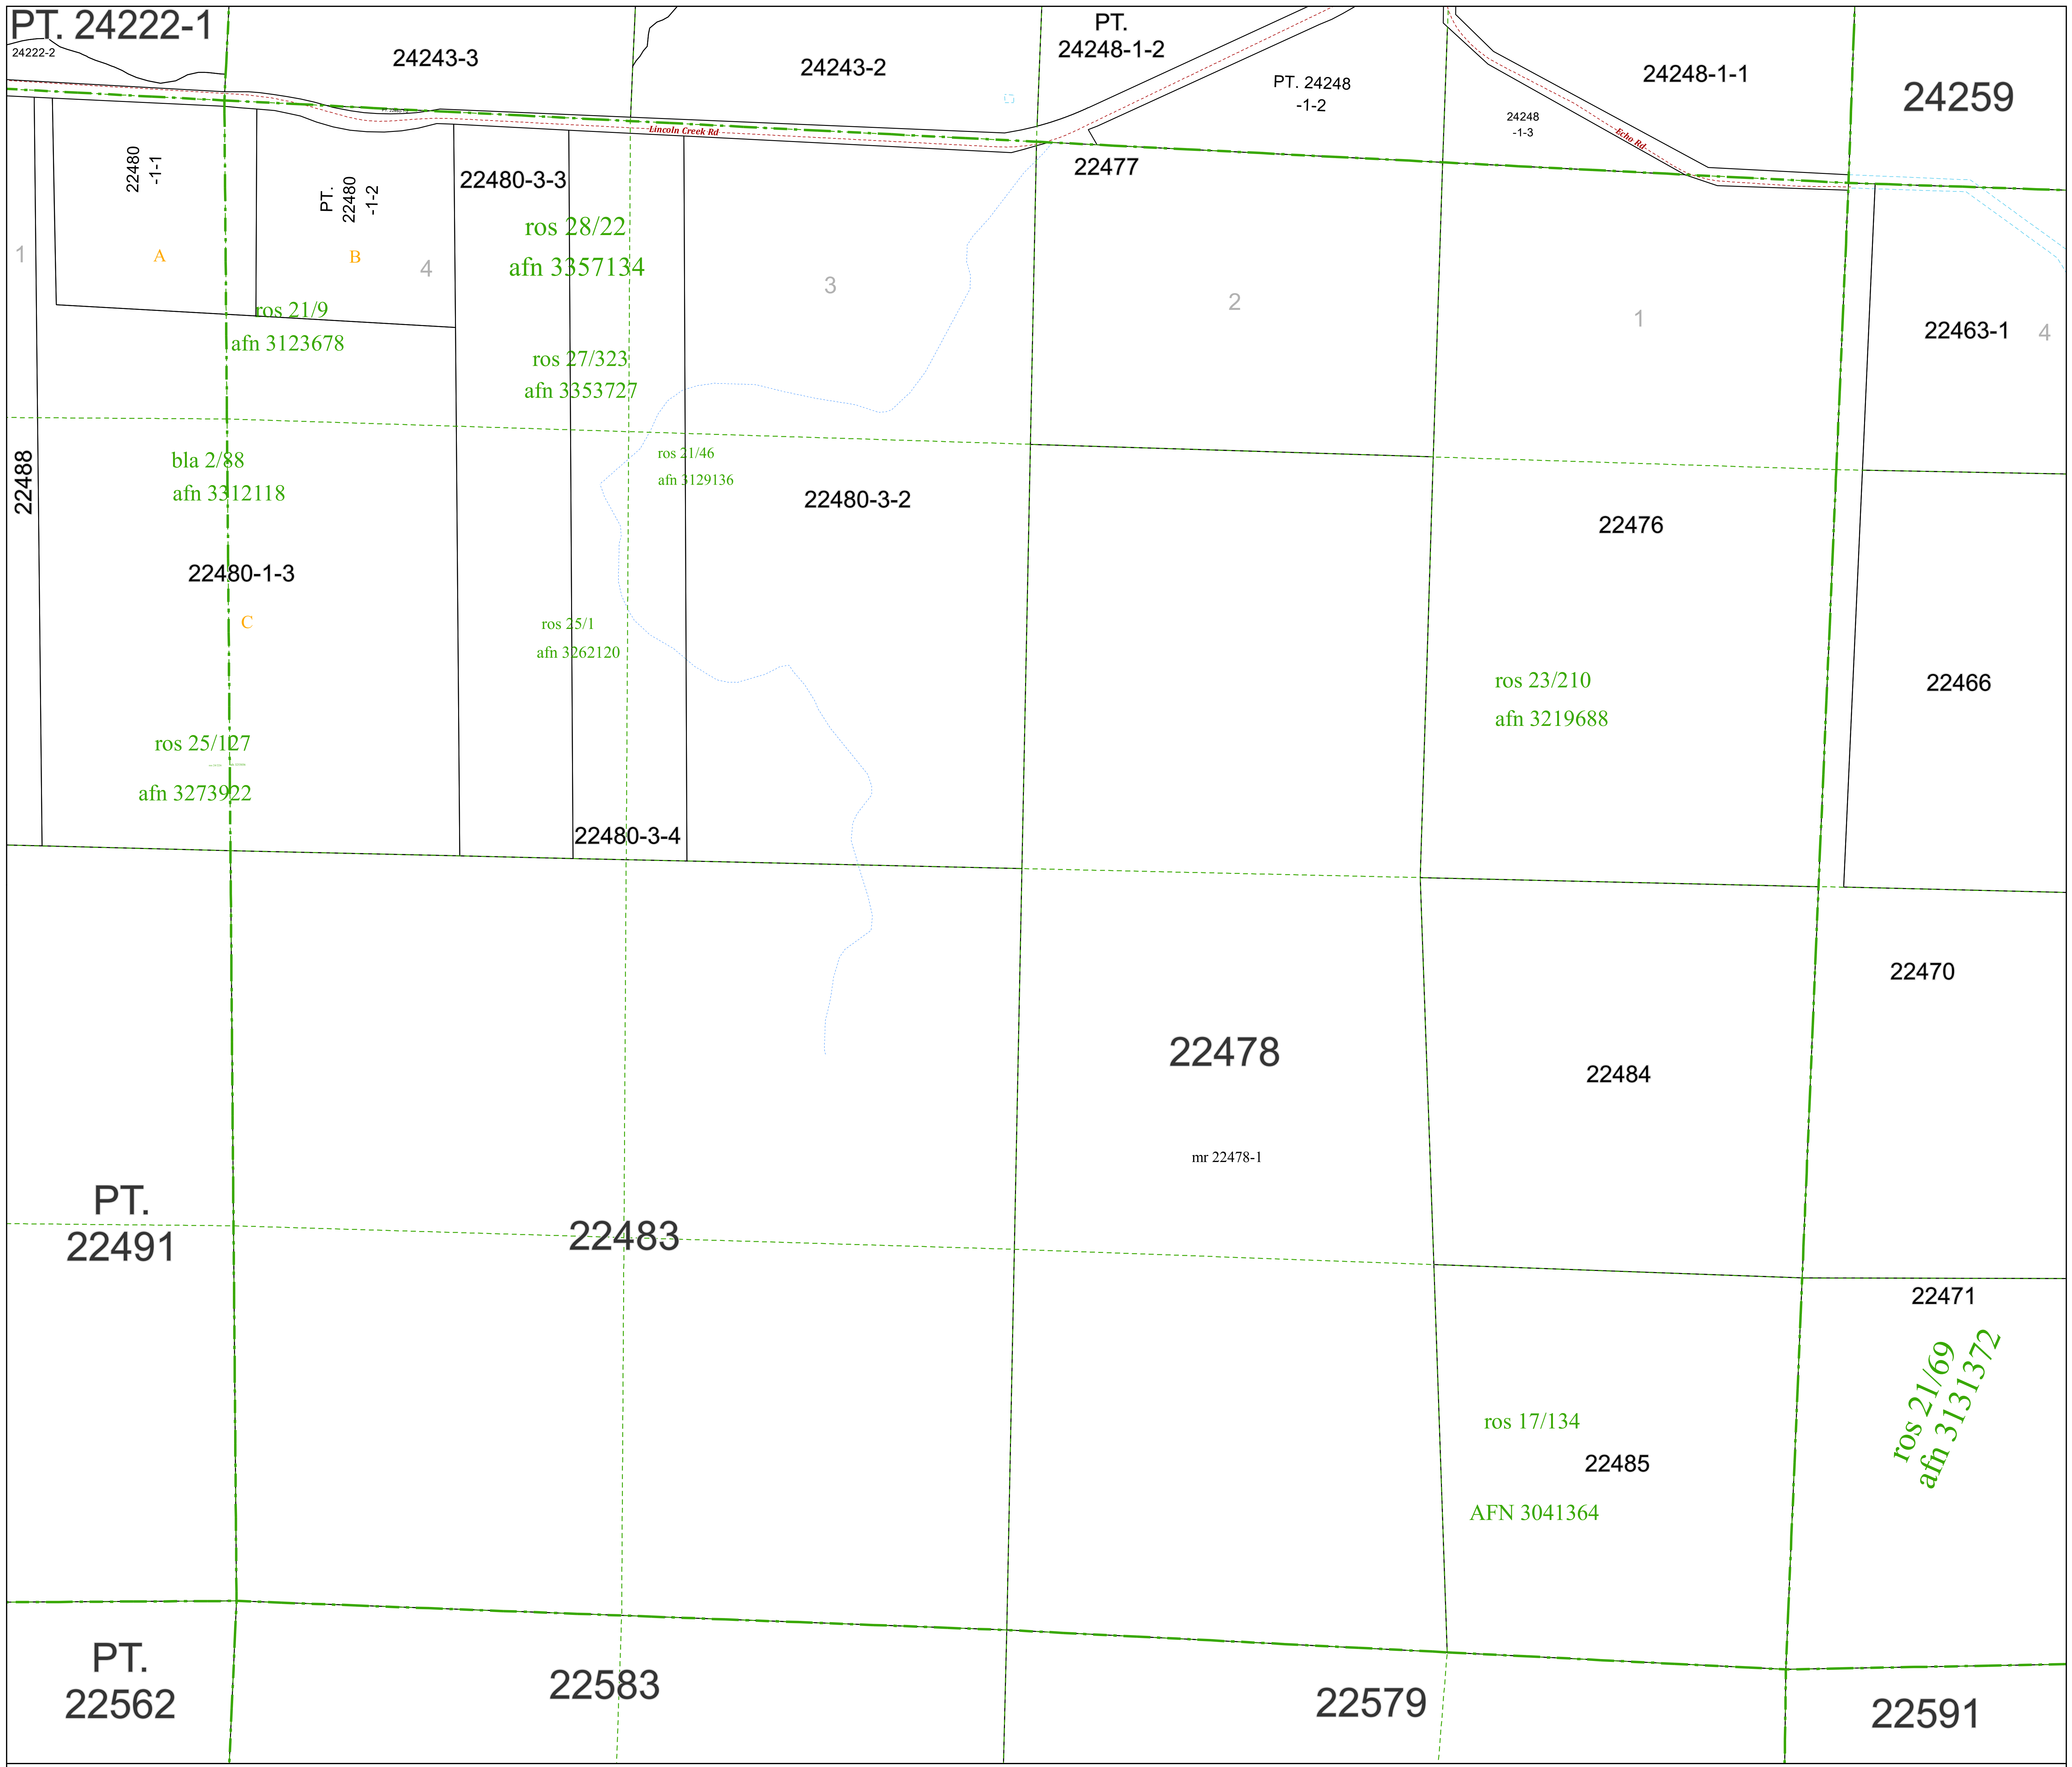 PT. 24222-1
24222-2
24243-3
24243-2
PT.
24248-1-2
PT. 24248
-1-2
24248
-1-3
24248-1-1
24259
Lincoln Creek Rd
Echo Rd
22480
-1-1
PT.
22480
-1-2
22480-3-3
22477
ros 28/22
afn 3357134
1
A
B
4
3
2
1
22463-1
4
ros 21/9
afn 3123678
ros 27/323
afn 3353727
22488
bla 2/88
afn 3312118
ros 21/46
afn 3129136
22480-3-2
22476
22480-1-3
C
ros 25/1
afn 3262120
ros 23/210
afn 3219688
22466
ros 25/127
afn 3273922
22480-3-4
22470
22478
22484
mr 22478-1
PT.
22491
22483
22471
ros 21/69
afn 3131372
ros 17/134
22485
AFN 3041364
PT.
22562
22583
22579
22591